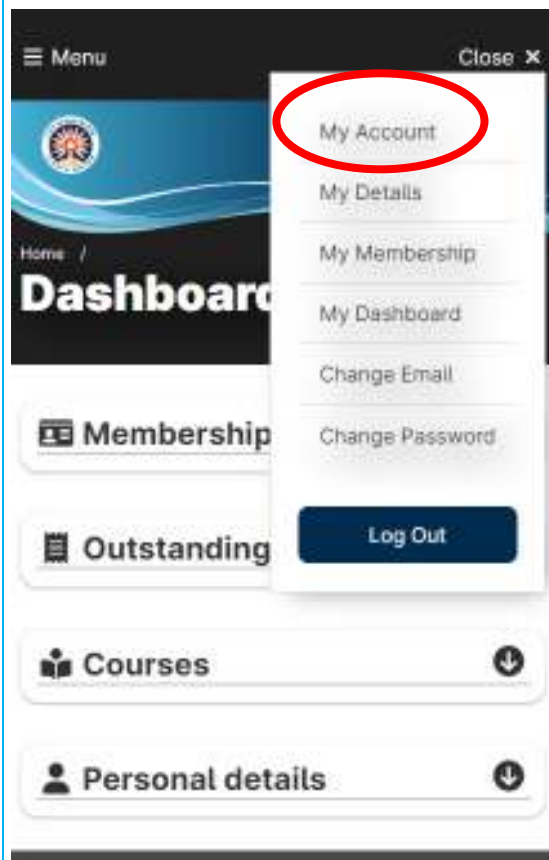 Menu
Close ×
My Account
My Details
Home /
My Membership
Dashboard
My Dashboard
Change Email
Membership
Change Password
Log Out
Outstanding
Courses
Personal details